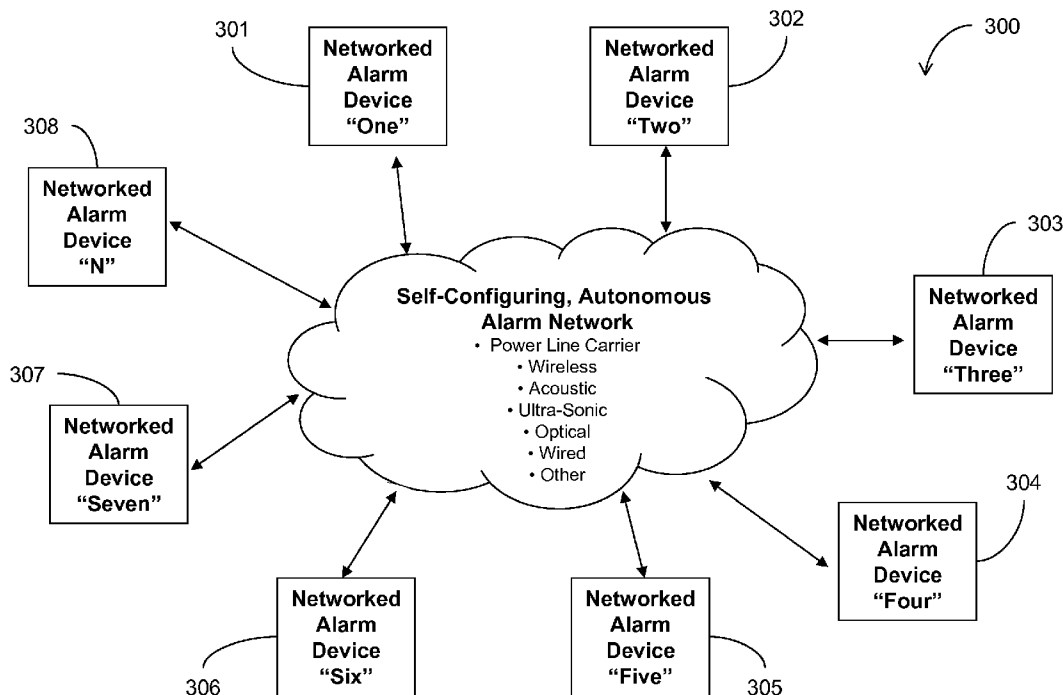 301
Networked
Alarm
Device
“One”
302
Networked
Alarm
Device
“Two”
300
308
Networked
Alarm
Device
“N”
303
Networked
Alarm
Device
“Three”
Self-Configuring, Autonomous
Alarm Network
• Power Line Carrier
• Wireless
• Acoustic
• Ultra-Sonic
• Optical
• Wired
• Other
307
Networked
Alarm
Device
“Seven”
304
Networked
Alarm
Device
“Four”
306
Networked
Alarm
Device
“Six”
Networked
Alarm
Device
“Five”
305